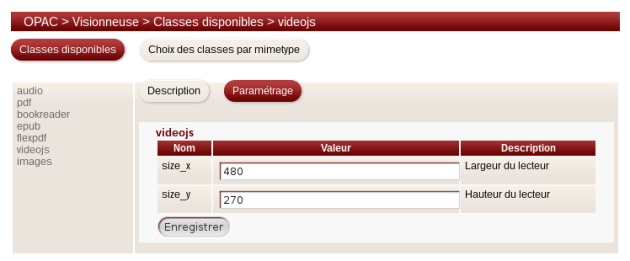 OPAC > Visionneuse > Classes disponibles > videojs
Classes disponibles Choix des classes par mimetype
audio
pdf
bookreader
epub
flexpdf
videojs
images
Description Paramétrage
videojs
Nom Valeur Description
size_x 480 Largeur du lecteur
size_y 270 Hauteur du lecteur
Enregistrer